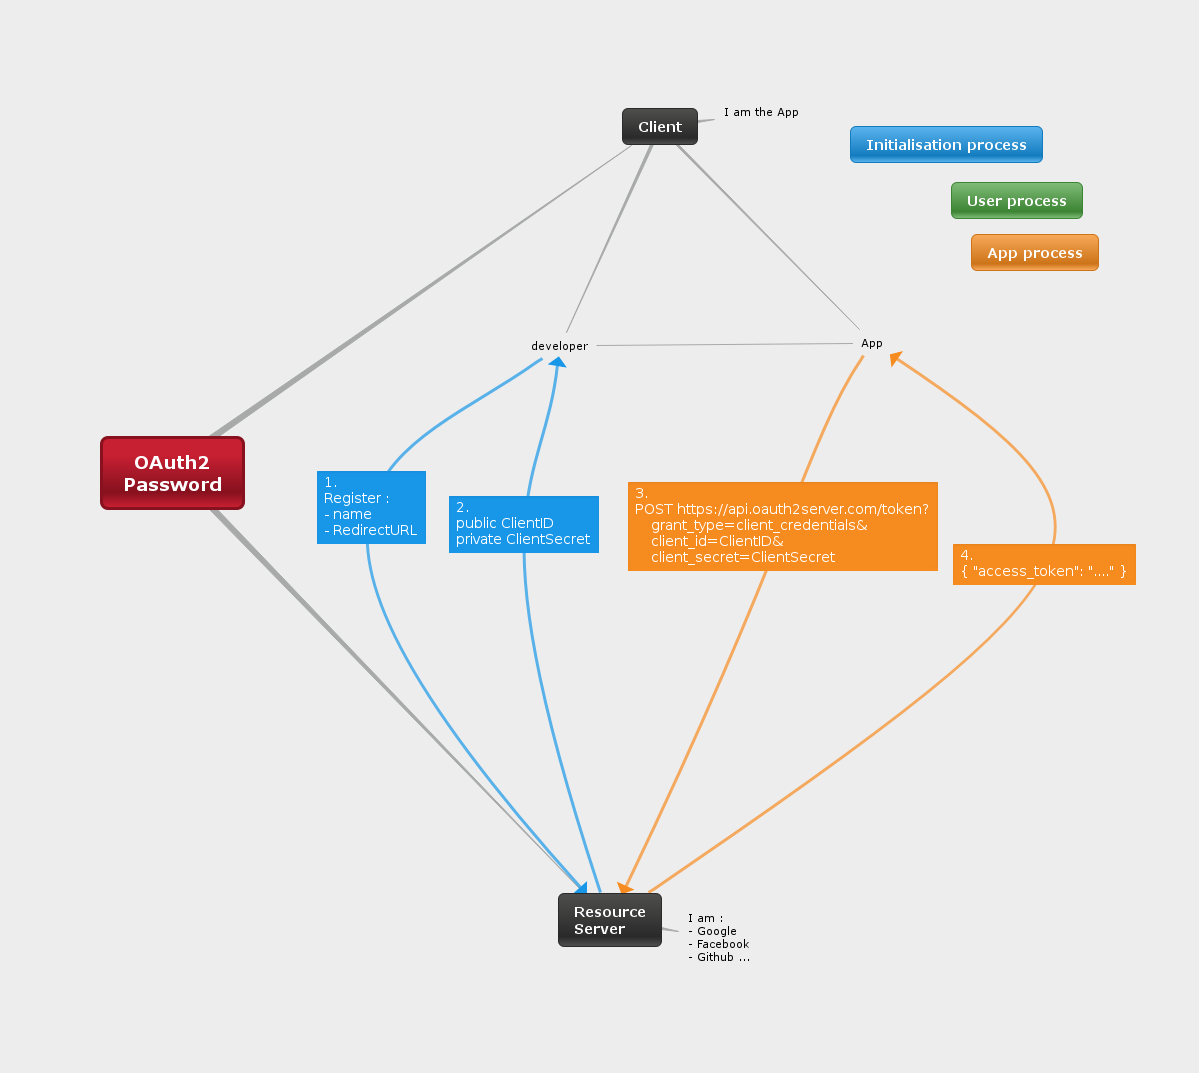 Client
I am the App
Initialisation process
User process
App process
developer
App
OAuth2
Password
1.
Register :
- name
- RedirectURL
2.
public ClientID
private ClientSecret
3.
POST https://api.oauth2server.com/token?
grant_type=client_credentials&
client_id=ClientID&
client_secret=ClientSecret
4.
{ "access_token": "...." }
Resource
Server
I am :
- Google
- Facebook
- Github ...